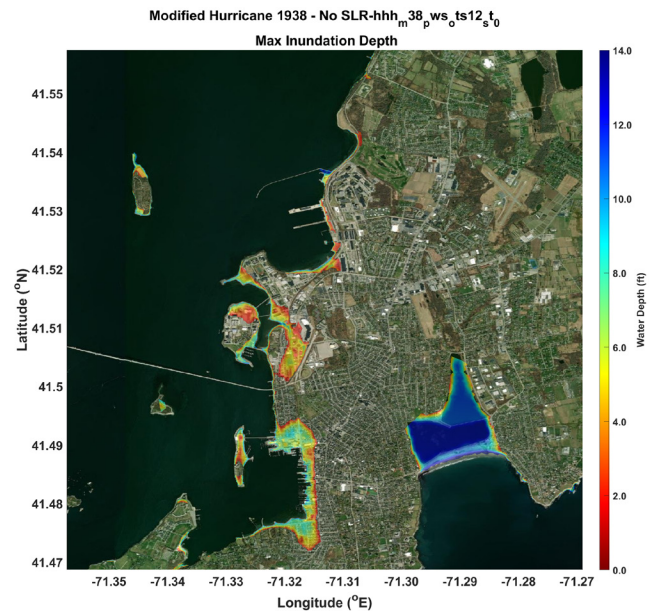 Modified Hurricane 1938 - No SLR-hhhₘ38ₚwsₒts12ₛt₀
Max Inundation Depth
41.55
41.54
41.53
41.52
41.51
41.5
41.49
41.48
41.47
Latitude (⁰N)
-71.35 -71.34 -71.33 -71.32 -71.31 -71.30 -71.29 -71.28 -71.27
Longitude (⁰E)
14.0
12.0
10.0
8.0
6.0
4.0
2.0
0.0
Water Depth (ft)